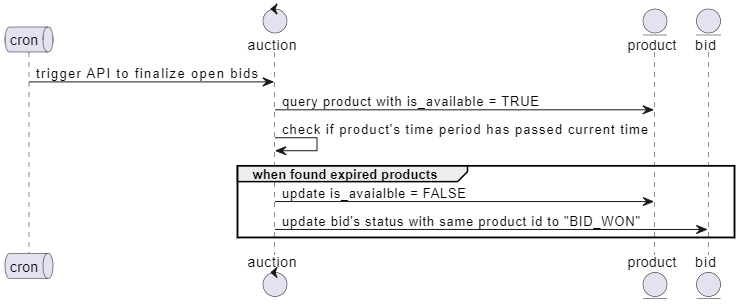 cron
auction
product
bid
trigger API to finalize open bids
query product with is_available = TRUE
check if product's time period has passed current time
when found expired products
update is_avaialble = FALSE
update bid's status with same product id to "BID_WON"
cron
auction
product
bid